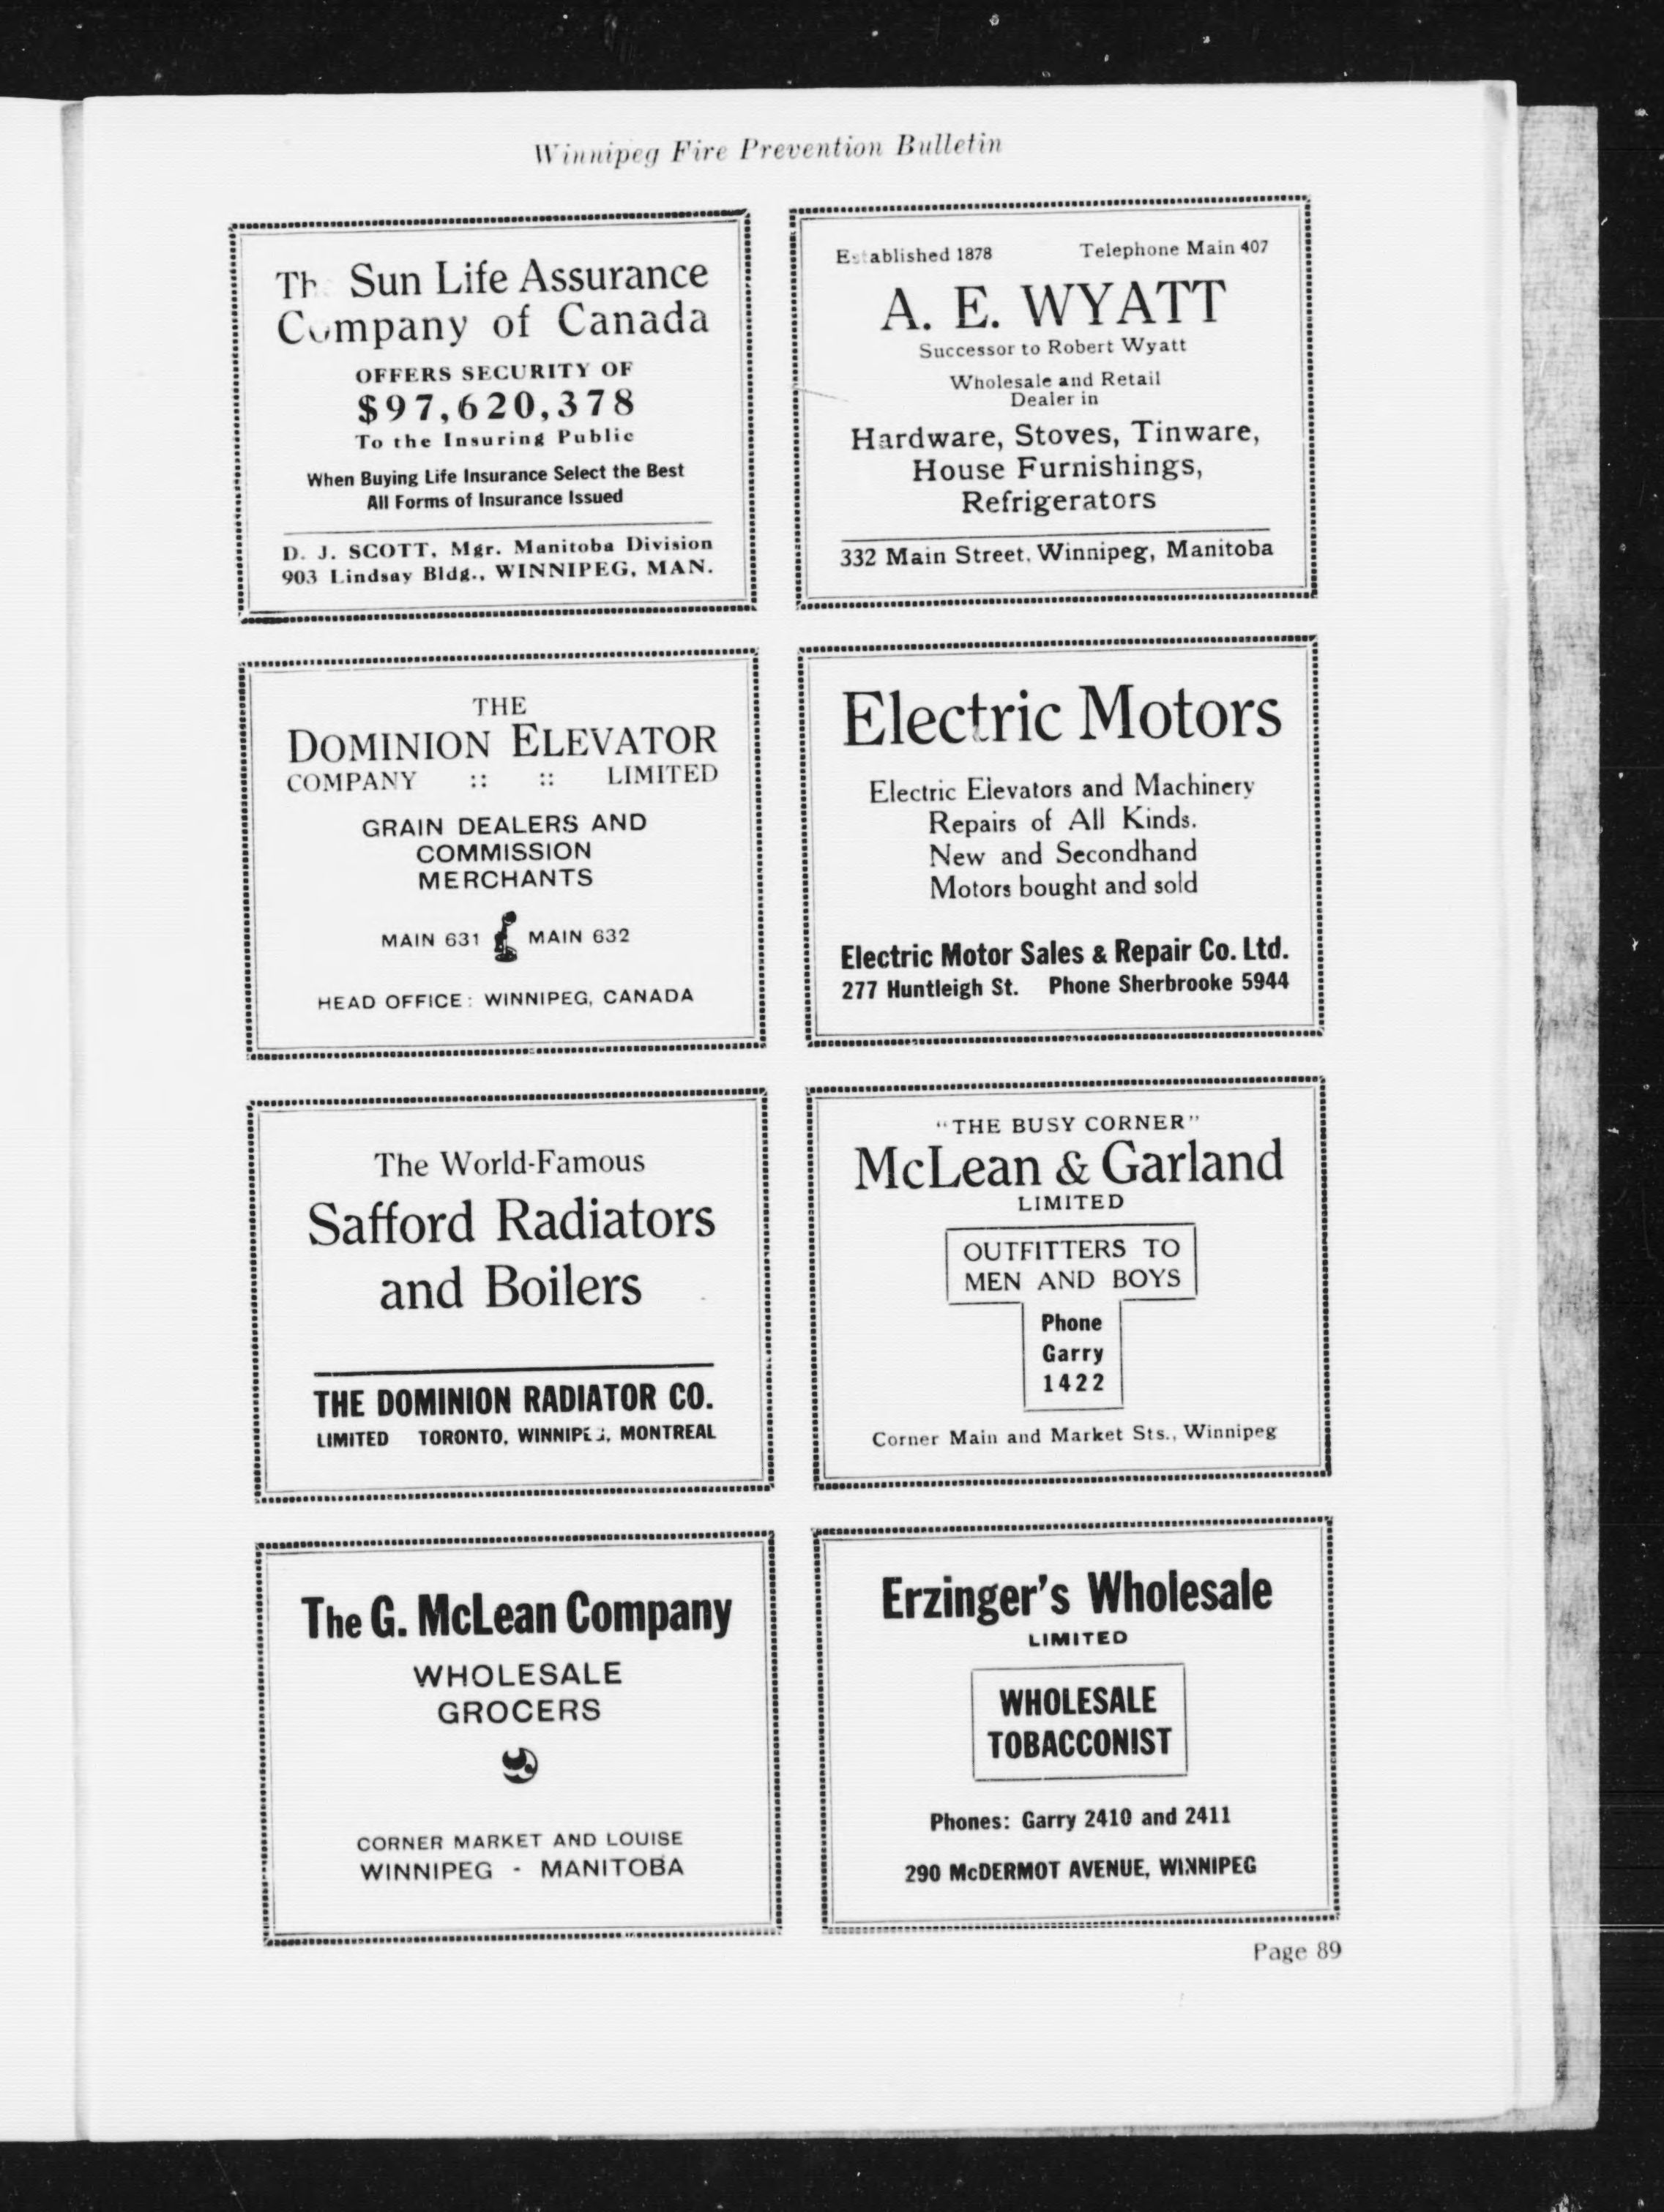 Winnipeg Fire Prevention Bulletin
The Sun Life Assurance
Company of Canada
OFFERS SECURITY OF
$97,620,378
To the Insuring Public
When Buying Life Insurance Select the Best
All Forms of Insurance Issued
D. J. SCOTT, Mgr. Manitoba Division
903 Lindsay Bldg., WINNIPEG, MAN.
Established 1878 Telephone Main 407
A. E. WYATT
Successor to Robert Wyatt
Wholesale and Retail
Dealer in
Hardware, Stoves, Tinware,
House Furnishings,
Refrigerators
332 Main Street, Winnipeg, Manitoba
THE
DOMINION ELEVATOR
COMPANY :: :: LIMITED
GRAIN DEALERS AND
COMMISSION
MERCHANTS
MAIN 631 MAIN 632
HEAD OFFICE: WINNIPEG, CANADA
Electric Motors
Electric Elevators and Machinery
Repairs of All Kinds.
New and Secondhand
Motors bought and sold
Electric Motor Sales & Repair Co. Ltd.
277 Huntleigh St. Phone Sherbrooke 5944
The World-Famous
Safford Radiators
and Boilers
THE DOMINION RADIATOR CO.
LIMITED TORONTO, WINNIPEG, MONTREAL
"THE BUSY CORNER"
McLean & Garland
LIMITED
OUTFITTERS TO
MEN AND BOYS
Phone
Garry
1422
Corner Main and Market Sts., Winnipeg
The G. McLean Company
WHOLESALE
GROCERS
CORNER MARKET AND LOUISE
WINNIPEG - MANITOBA
Erzinger's Wholesale
LIMITED
WHOLESALE
TOBACCONIST
Phones: Garry 2410 and 2411
290 McDERMOT AVENUE, WINNIPEG
Page 89